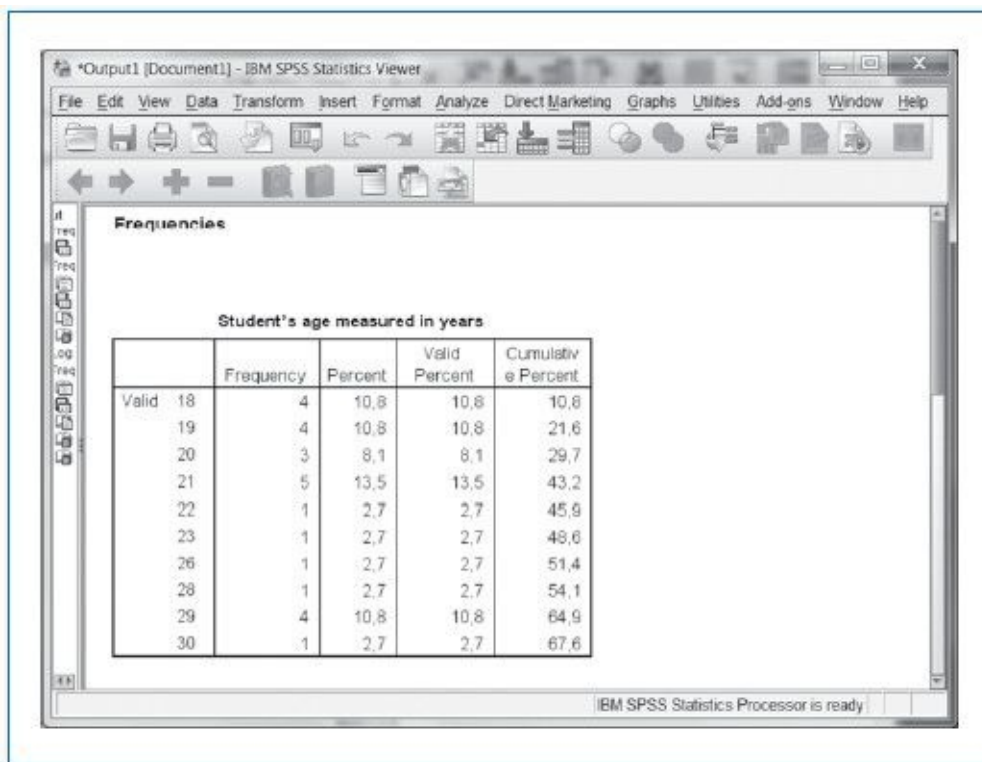 *Output1 [Document1] - IBM SPSS Statistics Viewer
File Edit View Data Transform Insert Format Analyze Direct Marketing Graphs Utilities Add-ons Window Help
Frequencies
Student's age measured in years
Frequency Percent Valid Percent Cumulativ e Percent
Valid 18 4 10,8 10,8 10,8
19 4 10,8 10,8 21,6
20 3 8,1 8,1 29,7
21 5 13,5 13,5 43,2
22 1 2,7 2,7 45,9
23 1 2,7 2,7 48,6
26 1 2,7 2,7 51,4
28 1 2,7 2,7 54,1
29 4 10,8 10,8 64,9
30 1 2,7 2,7 67,6
IBM SPSS Statistics Processor is ready